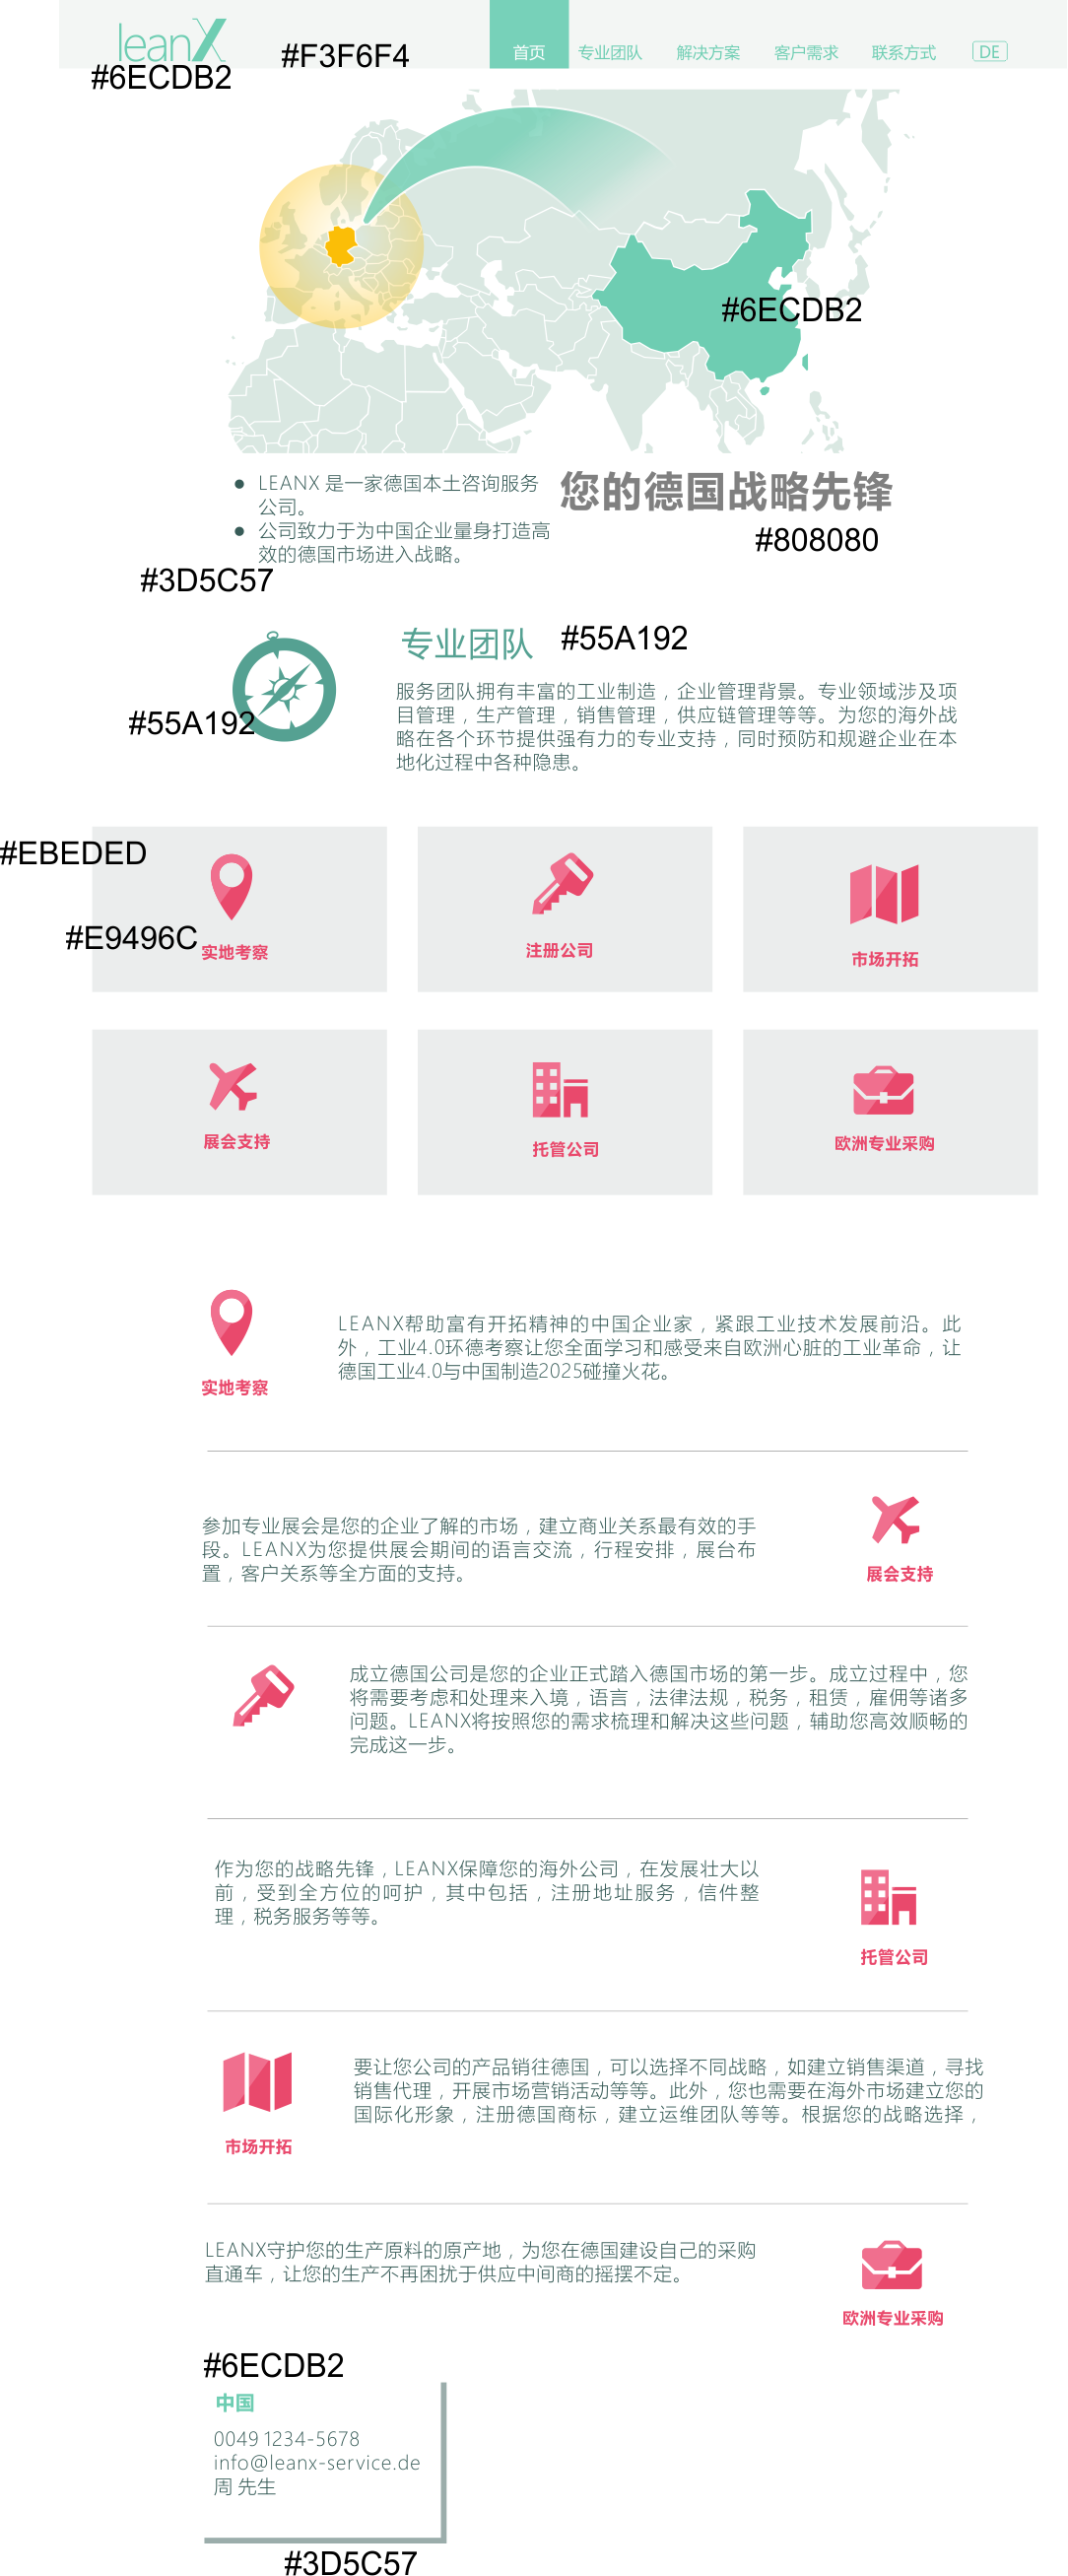 leanX
#6ECDB2
#F3F6F4
首页 专业团队 解决方案 客户需求 联系方式 DE
#6ECDB2
● LEANX 是一家德国本土咨询服务
公司。
● 公司致力于为中国企业量身打造高
效的德国市场进入战略。
您的德国战略先锋
#808080
#3D5C57
专业团队 #55A192
#55A192
服务团队拥有丰富的工业制造，企业管理背景。专业领域涉及项
目管理，生产管理，销售管理，供应链管理等等。为您的海外战
略在各个环节提供强有力的专业支持，同时预防和规避企业在本
地化过程中各种隐患。
#EBEDED
#E9496C
实地考察
注册公司
市场开拓
展会支持
托管公司
欧洲专业采购
LEANX帮助富有开拓精神的中国企业家，紧跟工业技术发展前沿。此
外，工业4.0环德考察让您全面学习和感受来自欧洲心脏的工业革命，让
德国工业4.0与中国制造2025碰撞火花。
实地考察
参加专业展会是您的企业了解的市场，建立商业关系最有效的手
段。LEANX为您提供展会期间的语言交流，行程安排，展台布
置，客户关系等全方面的支持。
展会支持
成立德国公司是您的企业正式踏入德国市场的第一步。成立过程中，您
将需要考虑和处理来入境，语言，法律法规，税务，租赁，雇佣等诸多
问题。LEANX将按照您的需求梳理和解决这些问题，辅助您高效顺畅的
完成这一步。
作为您的战略先锋，LEANX保障您的海外公司，在发展壮大以
前，受到全方位的呵护，其中包括，注册地址服务，信件整
理，税务服务等等。
托管公司
要让您公司的产品销往德国，可以选择不同战略，如建立销售渠道，寻找
销售代理，开展市场营销活动等等。此外，您也需要在海外市场建立您的
国际化形象，注册德国商标，建立运维团队等等。根据您的战略选择，
市场开拓
LEANX守护您的生产原料的原产地，为您在德国建设自己的采购
直通车，让您的生产不再困扰于供应中间商的摇摆不定。
欧洲专业采购
#6ECDB2
中国
0049 1234-5678
info@leanx-service.de
周 先生
#3D5C57